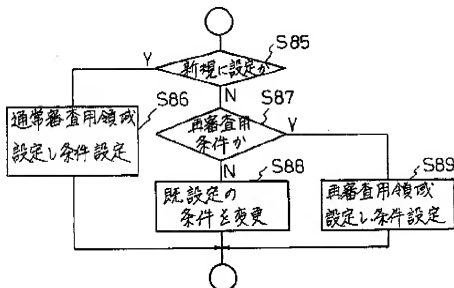 S85
新規に設定か
Y
N
S86
通常審査用領域
設定し条件設定
S87
再審査用
条件か
Y
N
S88
既設定の
条件を変更
S89
再審査用領域
設定し条件設定